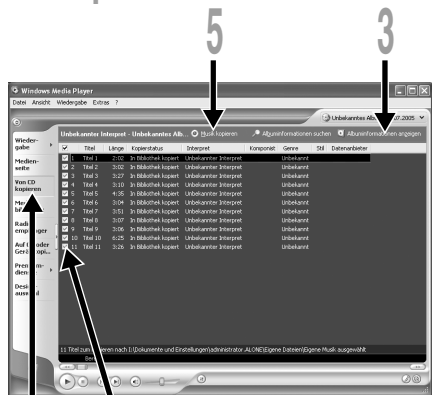 5
3
Windows Media Player
Datei Ansicht Wiedergabe Extras ?
Unbekanntes Alb 07.2005
Unbekannter Interpret - Unbekanntes Alb... Musik kopieren Albuminformationen suchen Albuminformationen anzeigen
Titel Länge Kopierstatus Interpret Komponist Genre Stil Datenanbieter
1 Titel 1 2:02 In Bibliothek kopiert Unbekannter Interpret Unbekannt
2 Titel 2 3:02 In Bibliothek kopiert Unbekannter Interpret Unbekannt
3 Titel 3 3:27 In Bibliothek kopiert Unbekannter Interpret Unbekannt
4 Titel 4 3:10 In Bibliothek kopiert Unbekannter Interpret Unbekannt
5 Titel 5 4:35 In Bibliothek kopiert Unbekannter Interpret Unbekannt
6 Titel 6 3:04 In Bibliothek kopiert Unbekannter Interpret Unbekannt
7 Titel 7 3:51 In Bibliothek kopiert Unbekannter Interpret Unbekannt
8 Titel 8 3:07 In Bibliothek kopiert Unbekannter Interpret Unbekannt
9 Titel 9 3:06 In Bibliothek kopiert Unbekannter Interpret Unbekannt
10 Titel 10 6:25 In Bibliothek kopiert Unbekannter Interpret Unbekannt
11 Titel 11 3:26 In Bibliothek kopiert Unbekannter Interpret Unbekannt
Wieder-
gabe
Medien-
seite
Von CD
kopieren
Auf oder
Gerät kopi...
Premium-
dienste
Design-
auswahl
11 Titel zum kopieren nach I:\Dokumente und Einstellungen\administrator.ALONE\Eigene Dateien\Eigene Musik ausgewählt